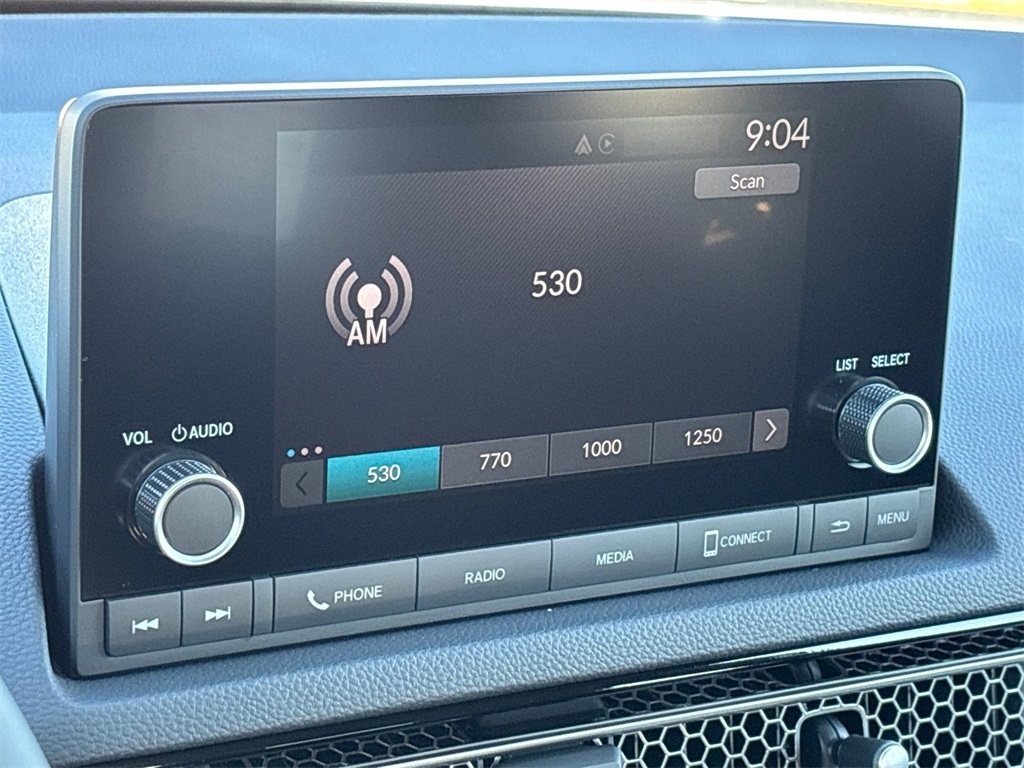 9:04
Scan
530
AM
LIST SELECT
VOL AUDIO
530 770 1000 1250
PHONE RADIO MEDIA CONNECT MENU